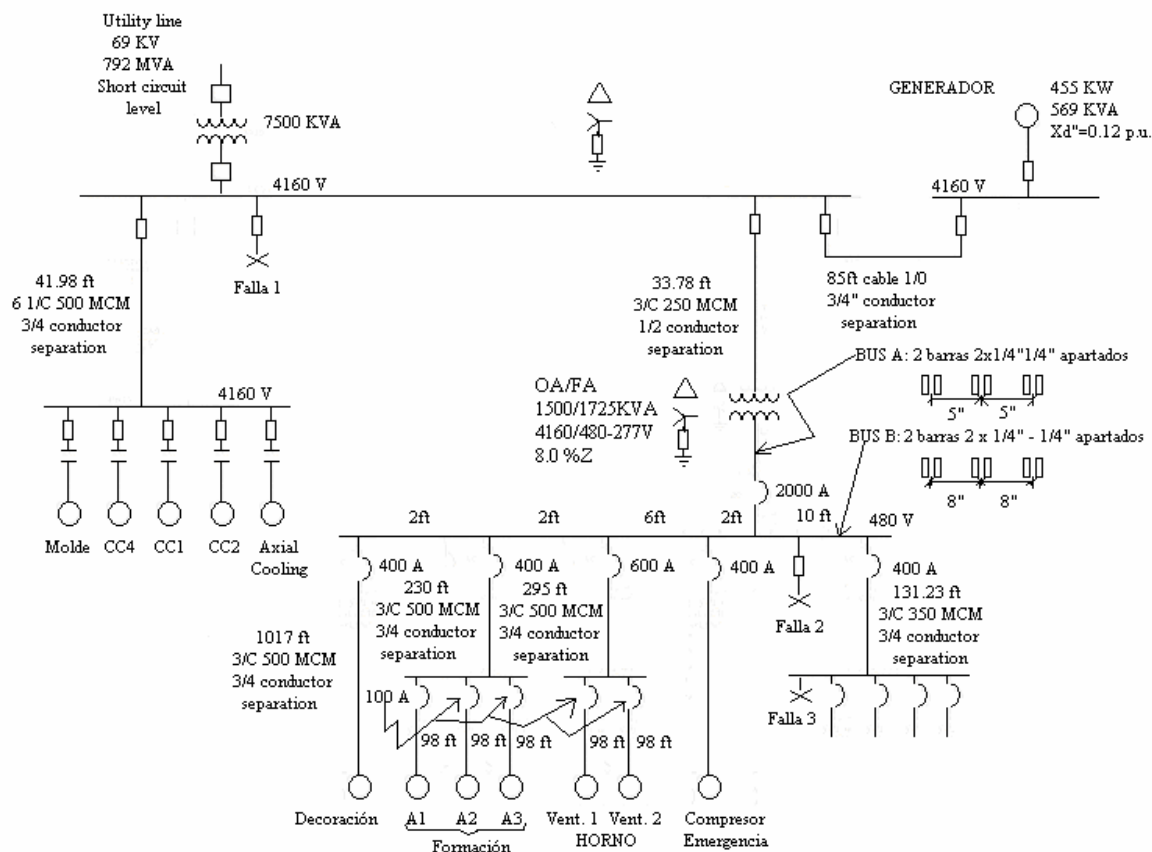 Utility line
69 KV
792 MVA
Short circuit
level
7500 KVA
4160 V
GENERADOR
455 KW
569 KVA
Xd"=0.12 p.u.
4160 V
41.98 ft
6 1/C 500 MCM
3/4 conductor
separation
Falla 1
33.78 ft
3/C 250 MCM
1/2 conductor
separation
85ft cable 1/0
3/4" conductor
separation
BUS A: 2 barras 2x1/4"1/4" apartados
5"
5"
OA/FA
1500/1725KVA
4160/480-277V
8.0 %Z
BUS B: 2 barras 2 x 1/4" - 1/4" apartados
8"
8"
4160 V
Molde
CC4
CC1
CC2
Axial
Cooling
2000 A
2ft
2ft
6ft
2ft
10 ft
480 V
400 A
400 A
600 A
400 A
400 A
230 ft
3/C 500 MCM
3/4 conductor
separation
295 ft
3/C 500 MCM
3/4 conductor
separation
131.23 ft
3/C 350 MCM
3/4 conductor
separation
Falla 2
1017 ft
3/C 500 MCM
3/4 conductor
separation
100 A
98 ft
98 ft
98 ft
98 ft
98 ft
Falla 3
Decoración
A1
A2
A3
Formación
Vent. 1
Vent. 2
HORNO
Compresor
Emergencia